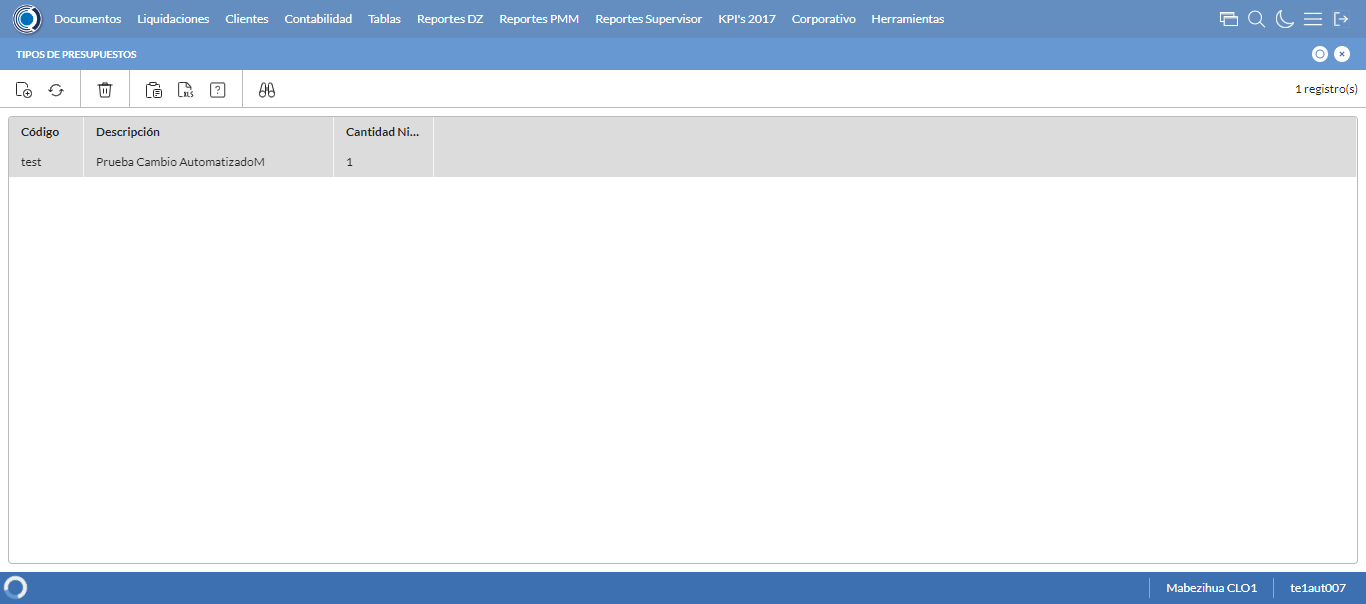 Documentos Liquidaciones Clientes Contabilidad Tablas Reportes DZ Reportes PMM Reportes Supervisor KPI's 2017 Corporativo Herramientas
TIPOS DE PRESUPUESTOS
XLS ? 1 registro(s)
Código Descripción Cantidad Ni...
test Prueba Cambio AutomatizadoM 1
Mabezihua CLO1 te1aut007